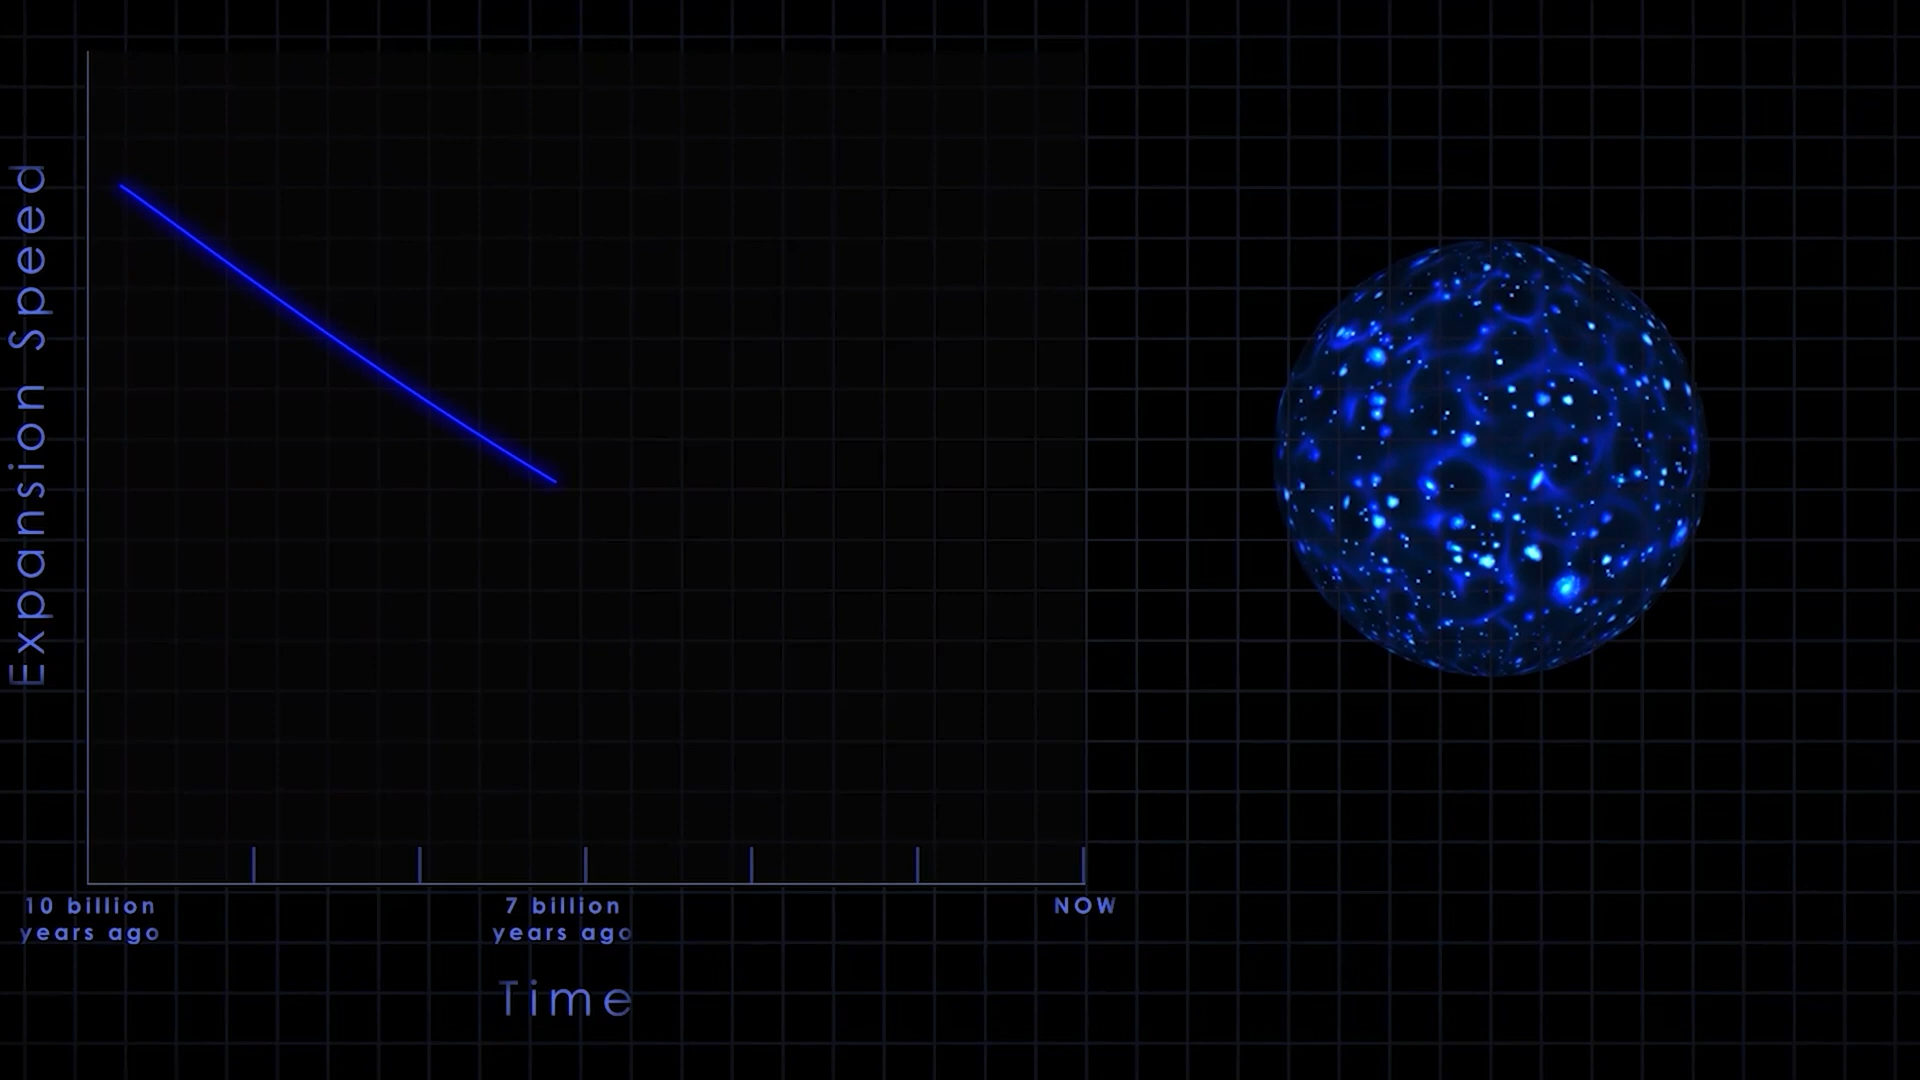 Expansion Speed
10 billion
years ago
7 billion
years ago
NOW
Time